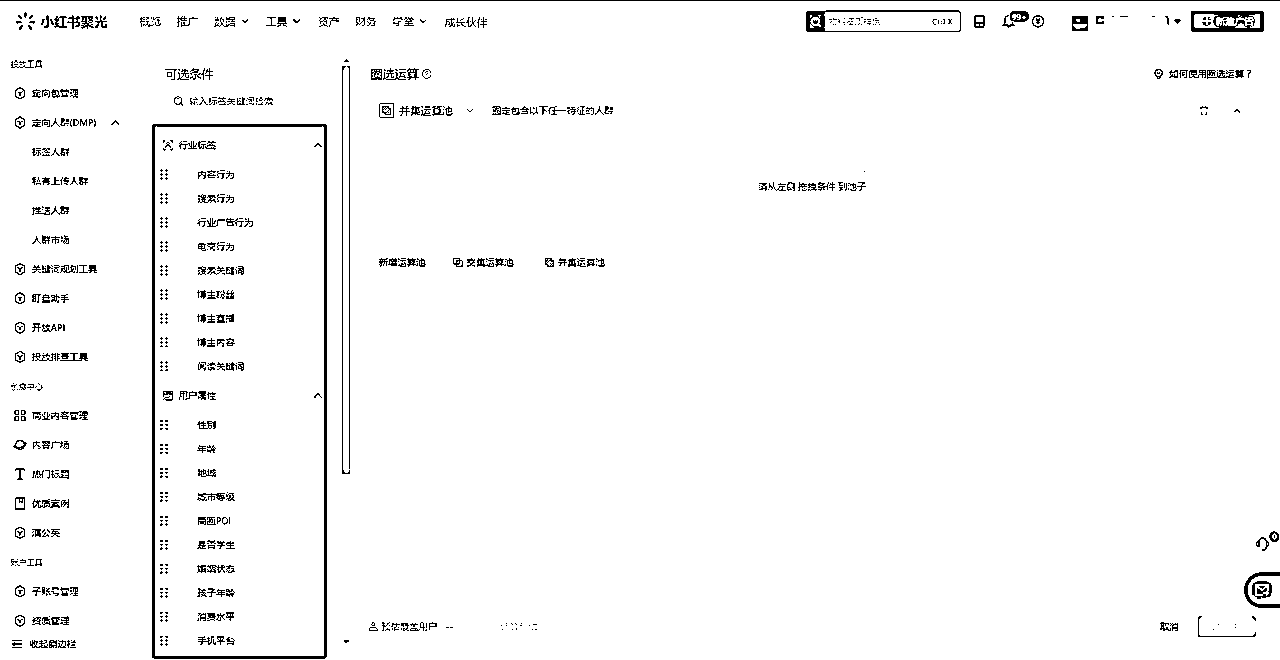 小红书聚光 概览 推广 数据 工具 资产 财务 学堂 成长伙伴
Ctrl K 99+ 新建广告
投放工具
定向包管理
定向人群(DMP)
标签人群
私有上传人群
推送人群
人群市场
关键词规划工具
盯盘助手
开放API
投放排查工具
创意中心
商业内容管理
内容广场
热门标题
优质案例
蒲公英
账户工具
子账号管理
资质管理
收起侧边栏
可选条件
输入标签关键词检索
行业标签
内容行为
搜索行为
行业广告行为
电商行为
搜索关键词
博主粉丝
博主直播
博主内容
阅读关键词
用户属性
性别
年龄
地域
城市等级
商圈POI
是否学生
婚姻状态
孩子年龄
消费水平
手机平台
圈选运算 ?
如何使用圈选运算？
并集运算池 圈定包含以下任一特征的人群
请从左侧 拖拽条件 到池子
新增运算池 交集运算池 并集运算池
预估覆盖用户 --
取消